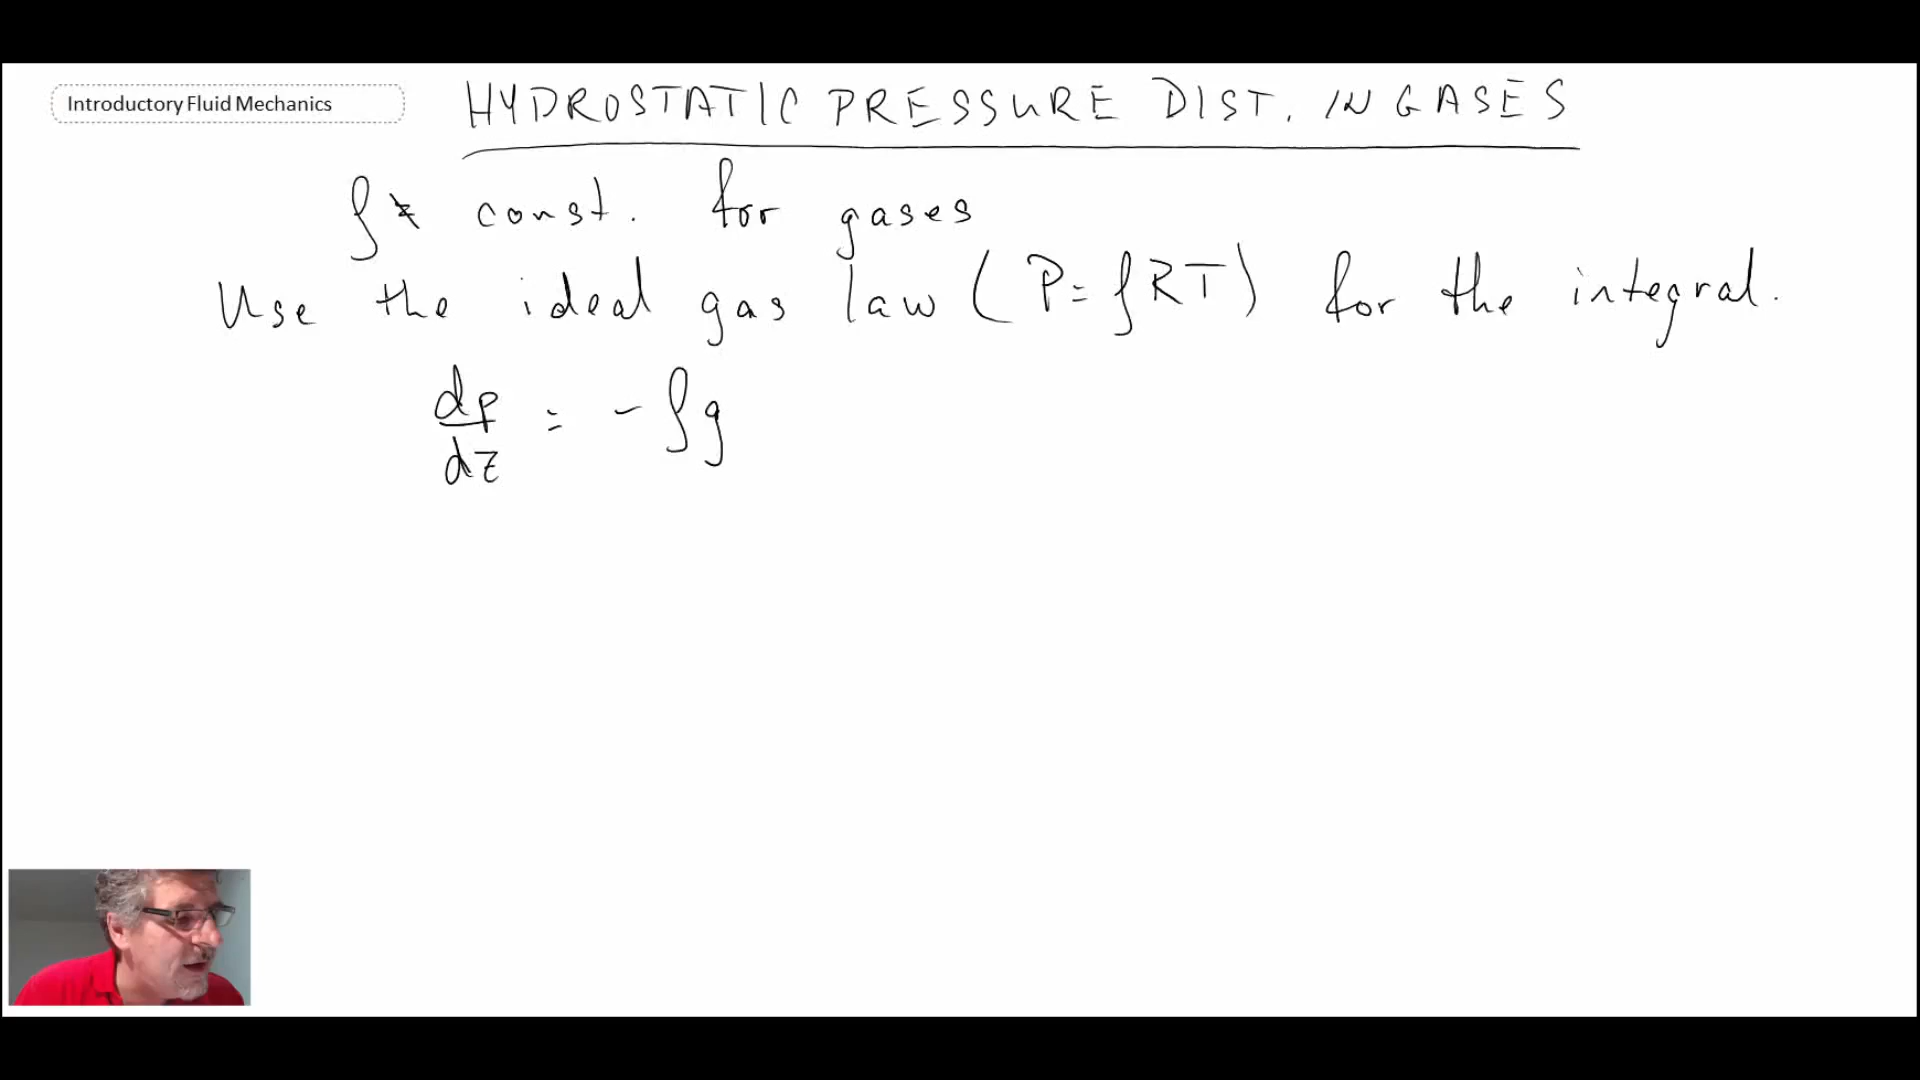 Introductory Fluid Mechanics
HYDROSTATIC PRESSURE DIST. IN GASES
ρ ≠ const. for gases
Use the ideal gas law (P=ρRT) for the integral.
dp/dz = -ρg